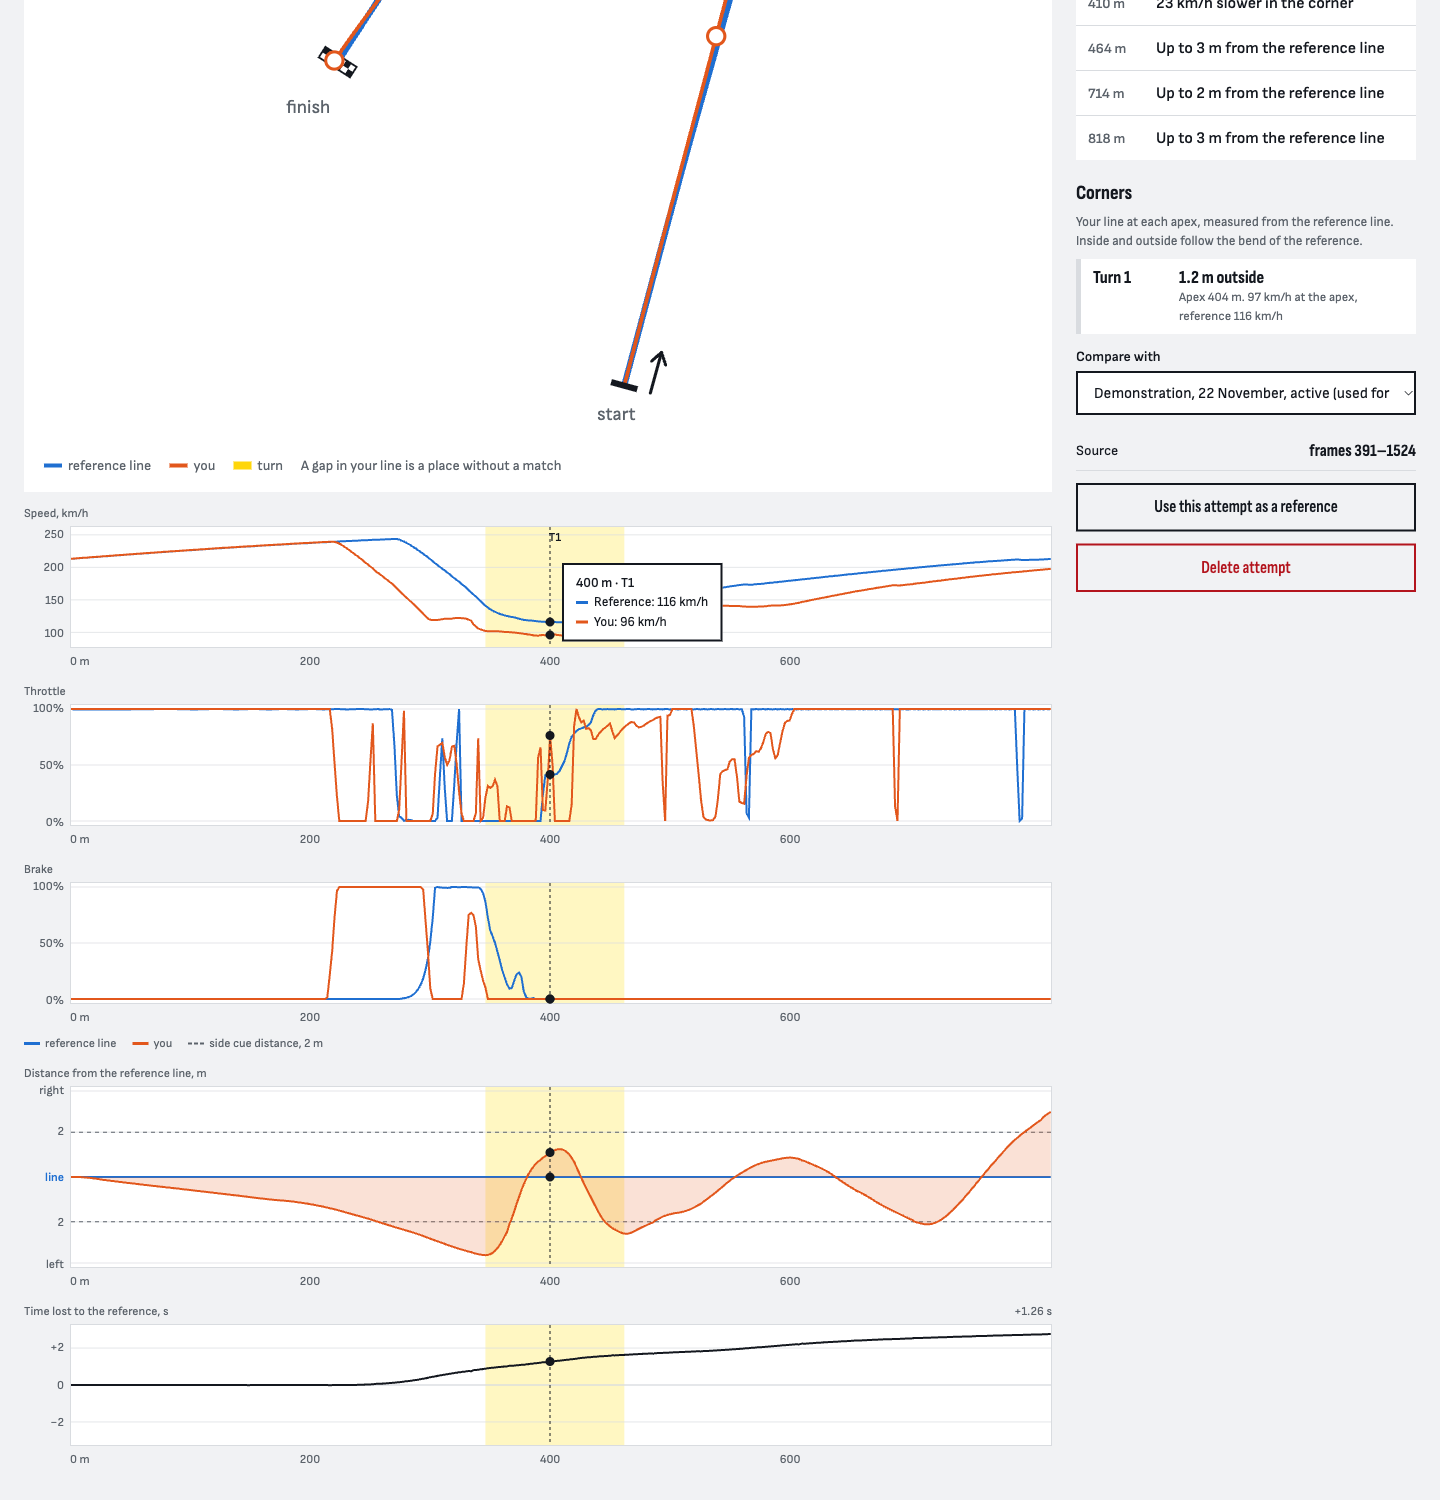 finish
start
reference line
you
turn
A gap in your line is a place without a match
410 m 23 km/h slower in the corner
464 m Up to 3 m from the reference line
714 m Up to 2 m from the reference line
818 m Up to 3 m from the reference line
Corners
Your line at each apex, measured from the reference line.
Inside and outside follow the bend of the reference.
Turn 1 1.2 m outside
Apex 404 m. 97 km/h at the apex,
reference 116 km/h
Compare with
Demonstration, 22 November, active (used for
Source frames 391–1524
Use this attempt as a reference
Delete attempt
Speed, km/h
250
200
150
100
T1
400 m · T1
Reference: 116 km/h
You: 96 km/h
0 m 200 400 600
Throttle
100%
50%
0%
0 m 200 400 600
Brake
100%
50%
0%
0 m 200 400 600
reference line you side cue distance, 2 m
Distance from the reference line, m
right
2
line
2
left
0 m 200 400 600
Time lost to the reference, s +1.26 s
+2
0
−2
0 m 200 400 600